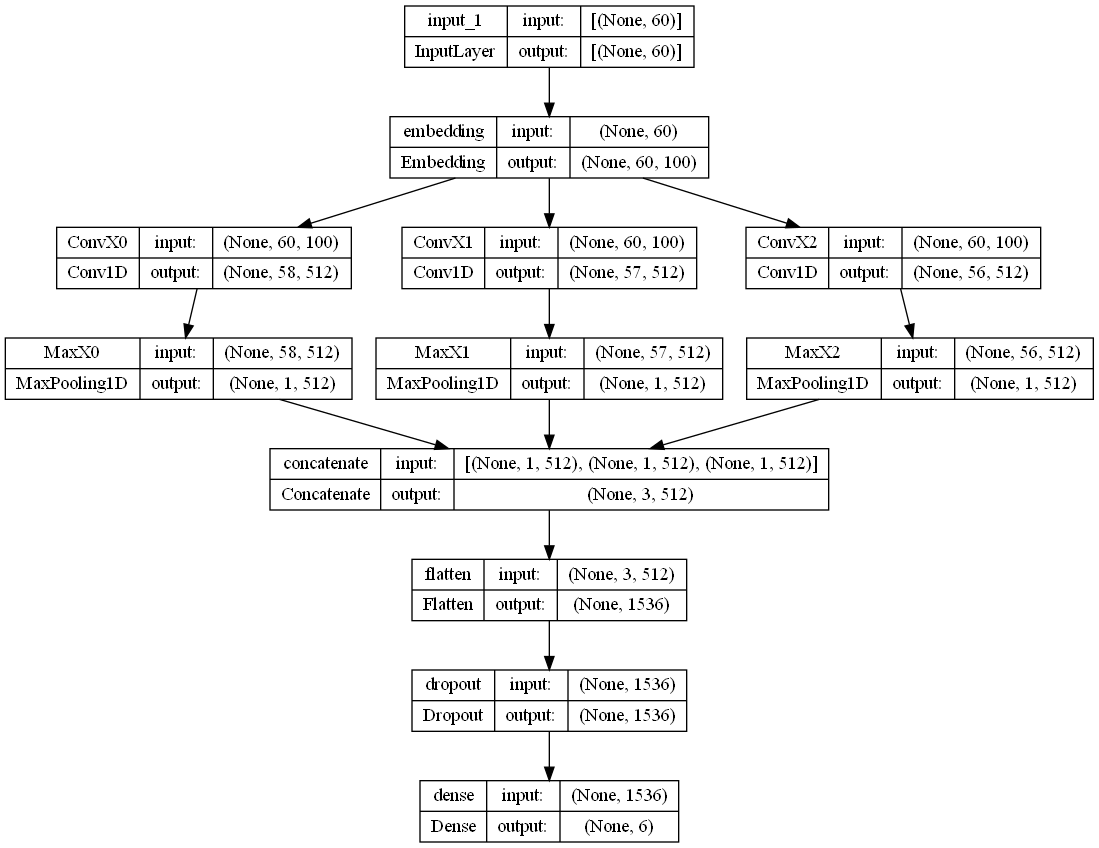 input_1 input: [(None, 60)]
InputLayer output: [(None, 60)]
embedding input: (None, 60)
Embedding output: (None, 60, 100)
ConvX0 input: (None, 60, 100)
Conv1D output: (None, 58, 512)
ConvX1 input: (None, 60, 100)
Conv1D output: (None, 57, 512)
ConvX2 input: (None, 60, 100)
Conv1D output: (None, 56, 512)
MaxX0 input: (None, 58, 512)
MaxPooling1D output: (None, 1, 512)
MaxX1 input: (None, 57, 512)
MaxPooling1D output: (None, 1, 512)
MaxX2 input: (None, 56, 512)
MaxPooling1D output: (None, 1, 512)
concatenate input: [(None, 1, 512), (None, 1, 512), (None, 1, 512)]
Concatenate output: (None, 3, 512)
flatten input: (None, 3, 512)
Flatten output: (None, 1536)
dropout input: (None, 1536)
Dropout output: (None, 1536)
dense input: (None, 1536)
Dense output: (None, 6)